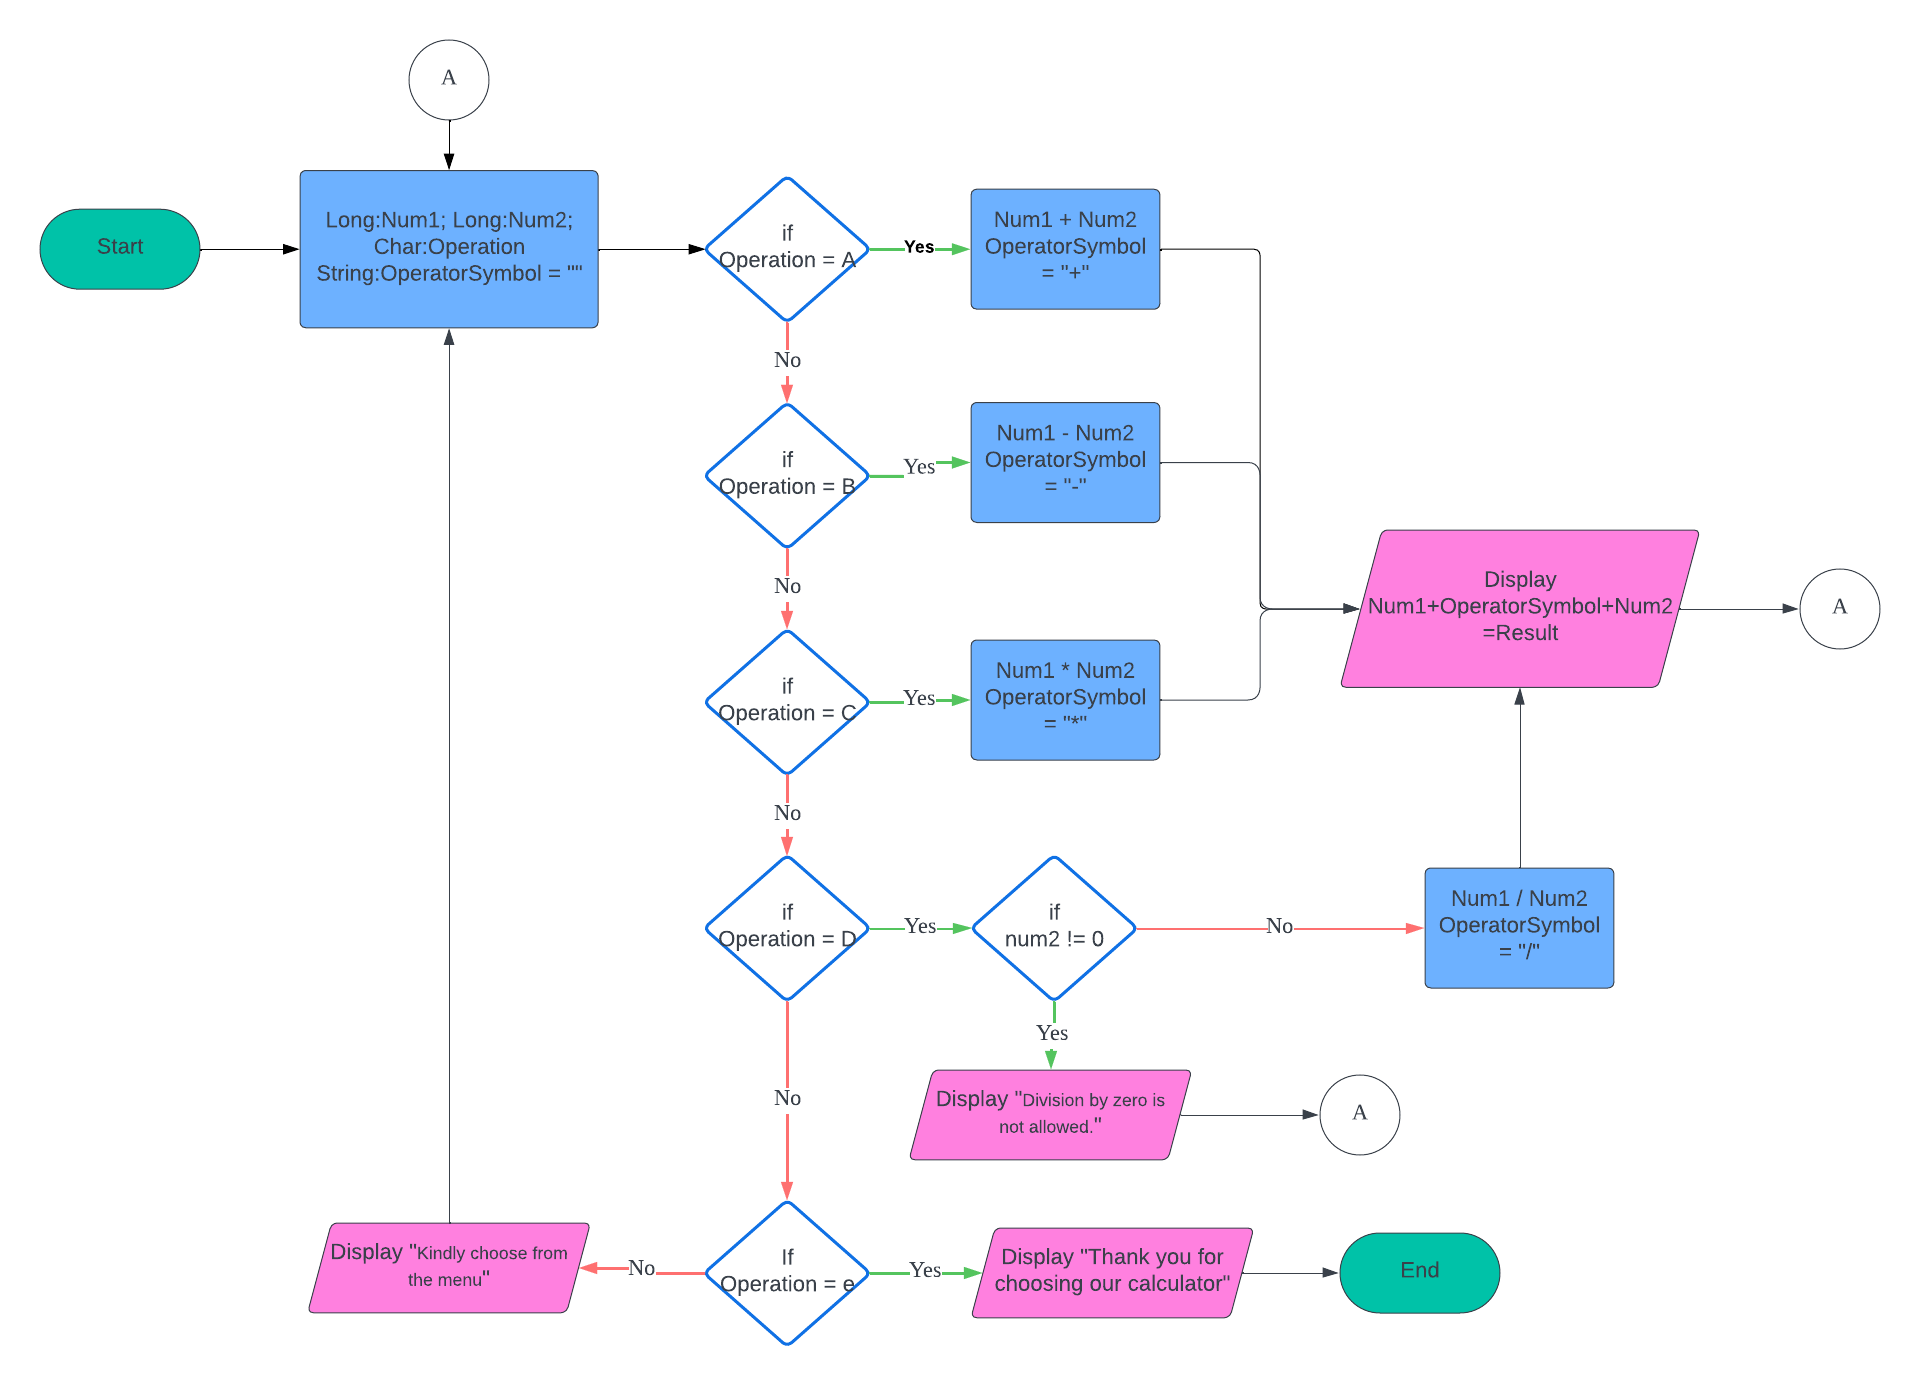 A
Start
Long:Num1; Long:Num2;
Char:Operation
String:OperatorSymbol = ""
if
Operation = A
Yes
Num1 + Num2
OperatorSymbol
= "+"
No
if
Operation = B
Yes
Num1 - Num2
OperatorSymbol
= "-"
No
if
Operation = C
Yes
Num1 * Num2
OperatorSymbol
= "*"
Display
Num1+OperatorSymbol+Num2
=Result
A
No
if
Operation = D
Yes
if
num2 != 0
No
Num1 / Num2
OperatorSymbol
= "/"
Yes
Display "Division by zero is
not allowed."
A
No
If
Operation = e
No
Display "Kindly choose from
the menu"
Yes
Display "Thank you for
choosing our calculator"
End